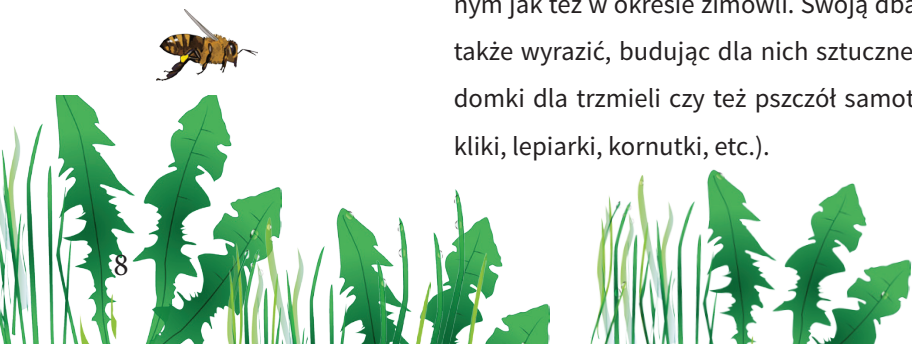 nym jak też w okresie zimowli. Swoją dba
także wyrazić, budując dla nich sztuczne
domki dla trzmieli czy też pszczół samot
kliki, lepiarki, kornutki, etc.).
8